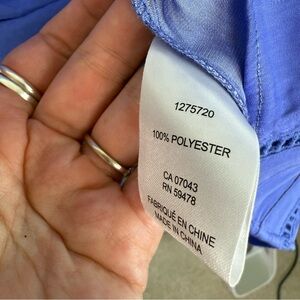 1275720
100% POLYESTER
CA 07043
RN 59478
FABRIQUÉ EN CHINE
MADE IN CHINA